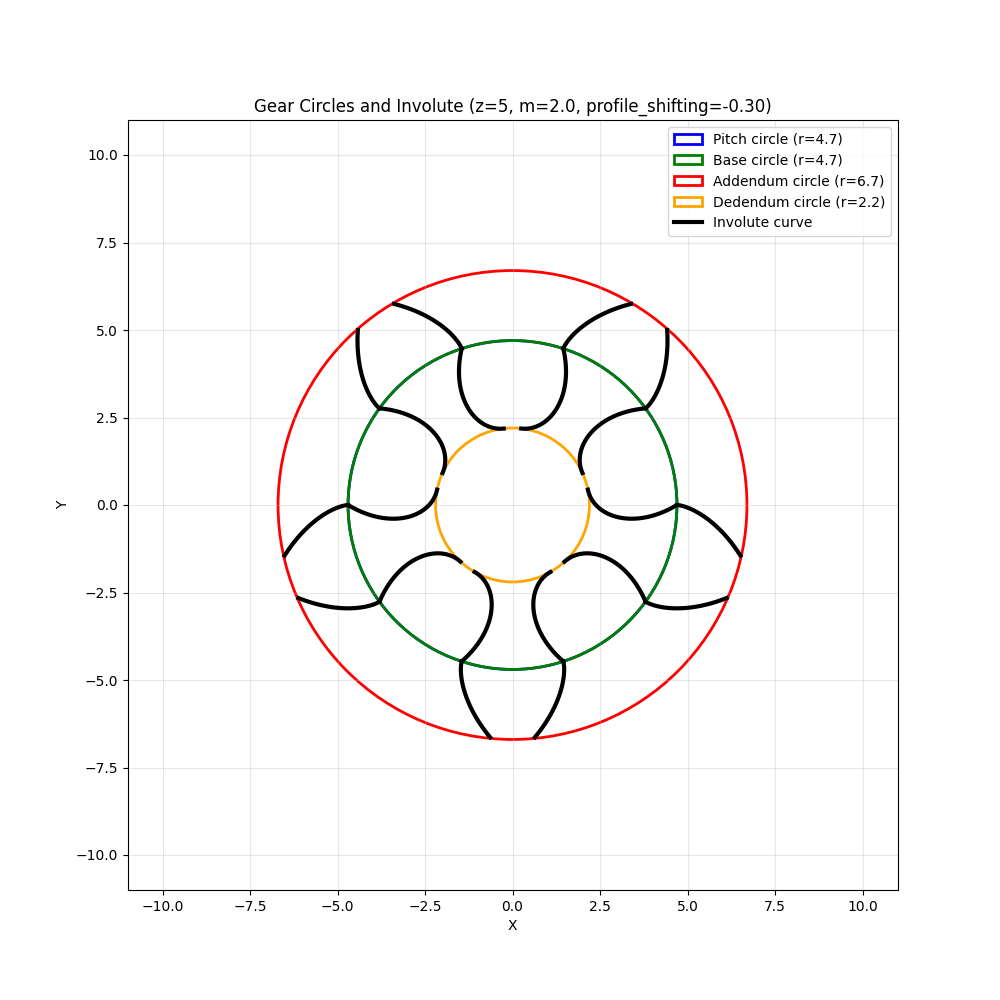 Gear Circles and Involute (z=5, m=2.0, profile_shifting=-0.30)
Pitch circle (r=4.7)
Base circle (r=4.7)
Addendum circle (r=6.7)
Dedendum circle (r=2.2)
Involute curve
10.0
7.5
5.0
2.5
0.0
−2.5
−5.0
−7.5
−10.0
Y
−10.0 −7.5 −5.0 −2.5 0.0 2.5 5.0 7.5 10.0
X